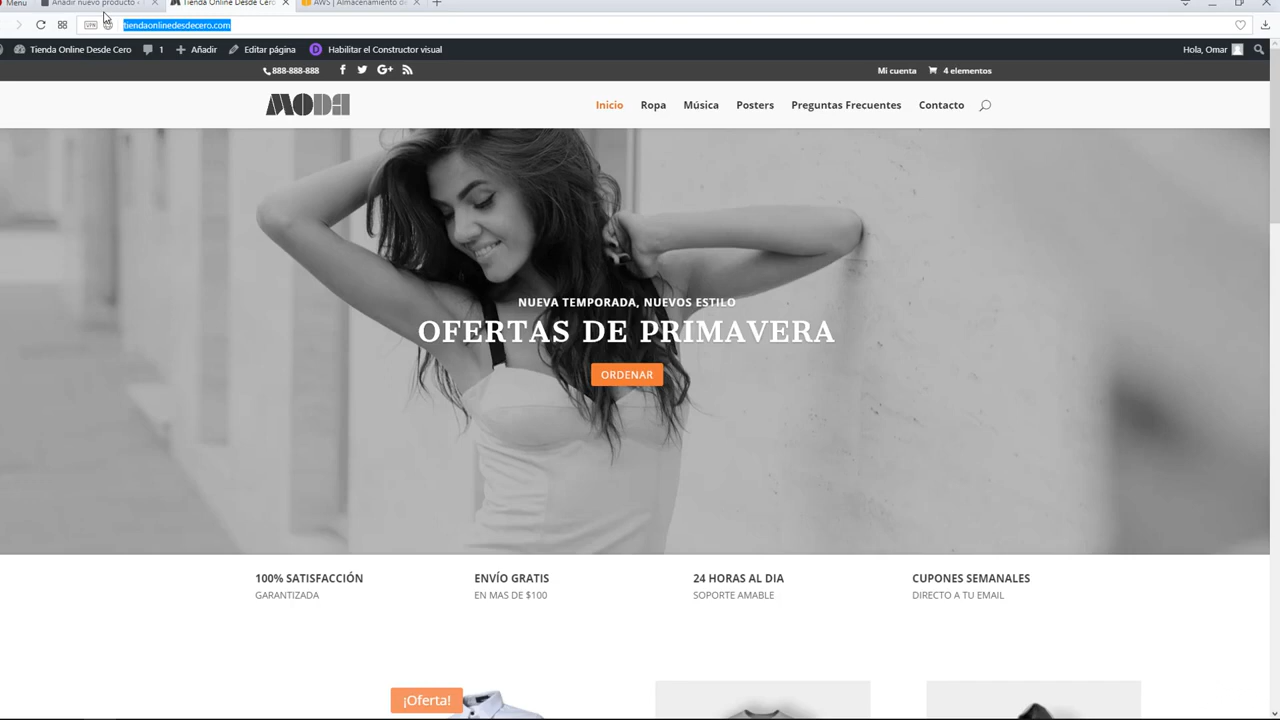 Menú
Añadir nuevo producto -
Tienda Online Desde Cero
AWS | Almacenamiento de
VPN
tiendaonlinedesdecero.com
Tienda Online Desde Cero
1
Añadir
Editar página
D
Habilitar el Constructor visual
Hola, Omar
888-888-888
G+
Mi cuenta
4 elementos
MODA
Inicio
Ropa
Música
Posters
Preguntas Frecuentes
Contacto
NUEVA TEMPORADA, NUEVOS ESTILO
OFERTAS DE PRIMAVERA
ORDENAR
100% SATISFACCIÓN
GARANTIZADA
ENVÍO GRATIS
EN MAS DE $100
24 HORAS AL DIA
SOPORTE AMABLE
CUPONES SEMANALES
DIRECTO A TU EMAIL
¡Oferta!